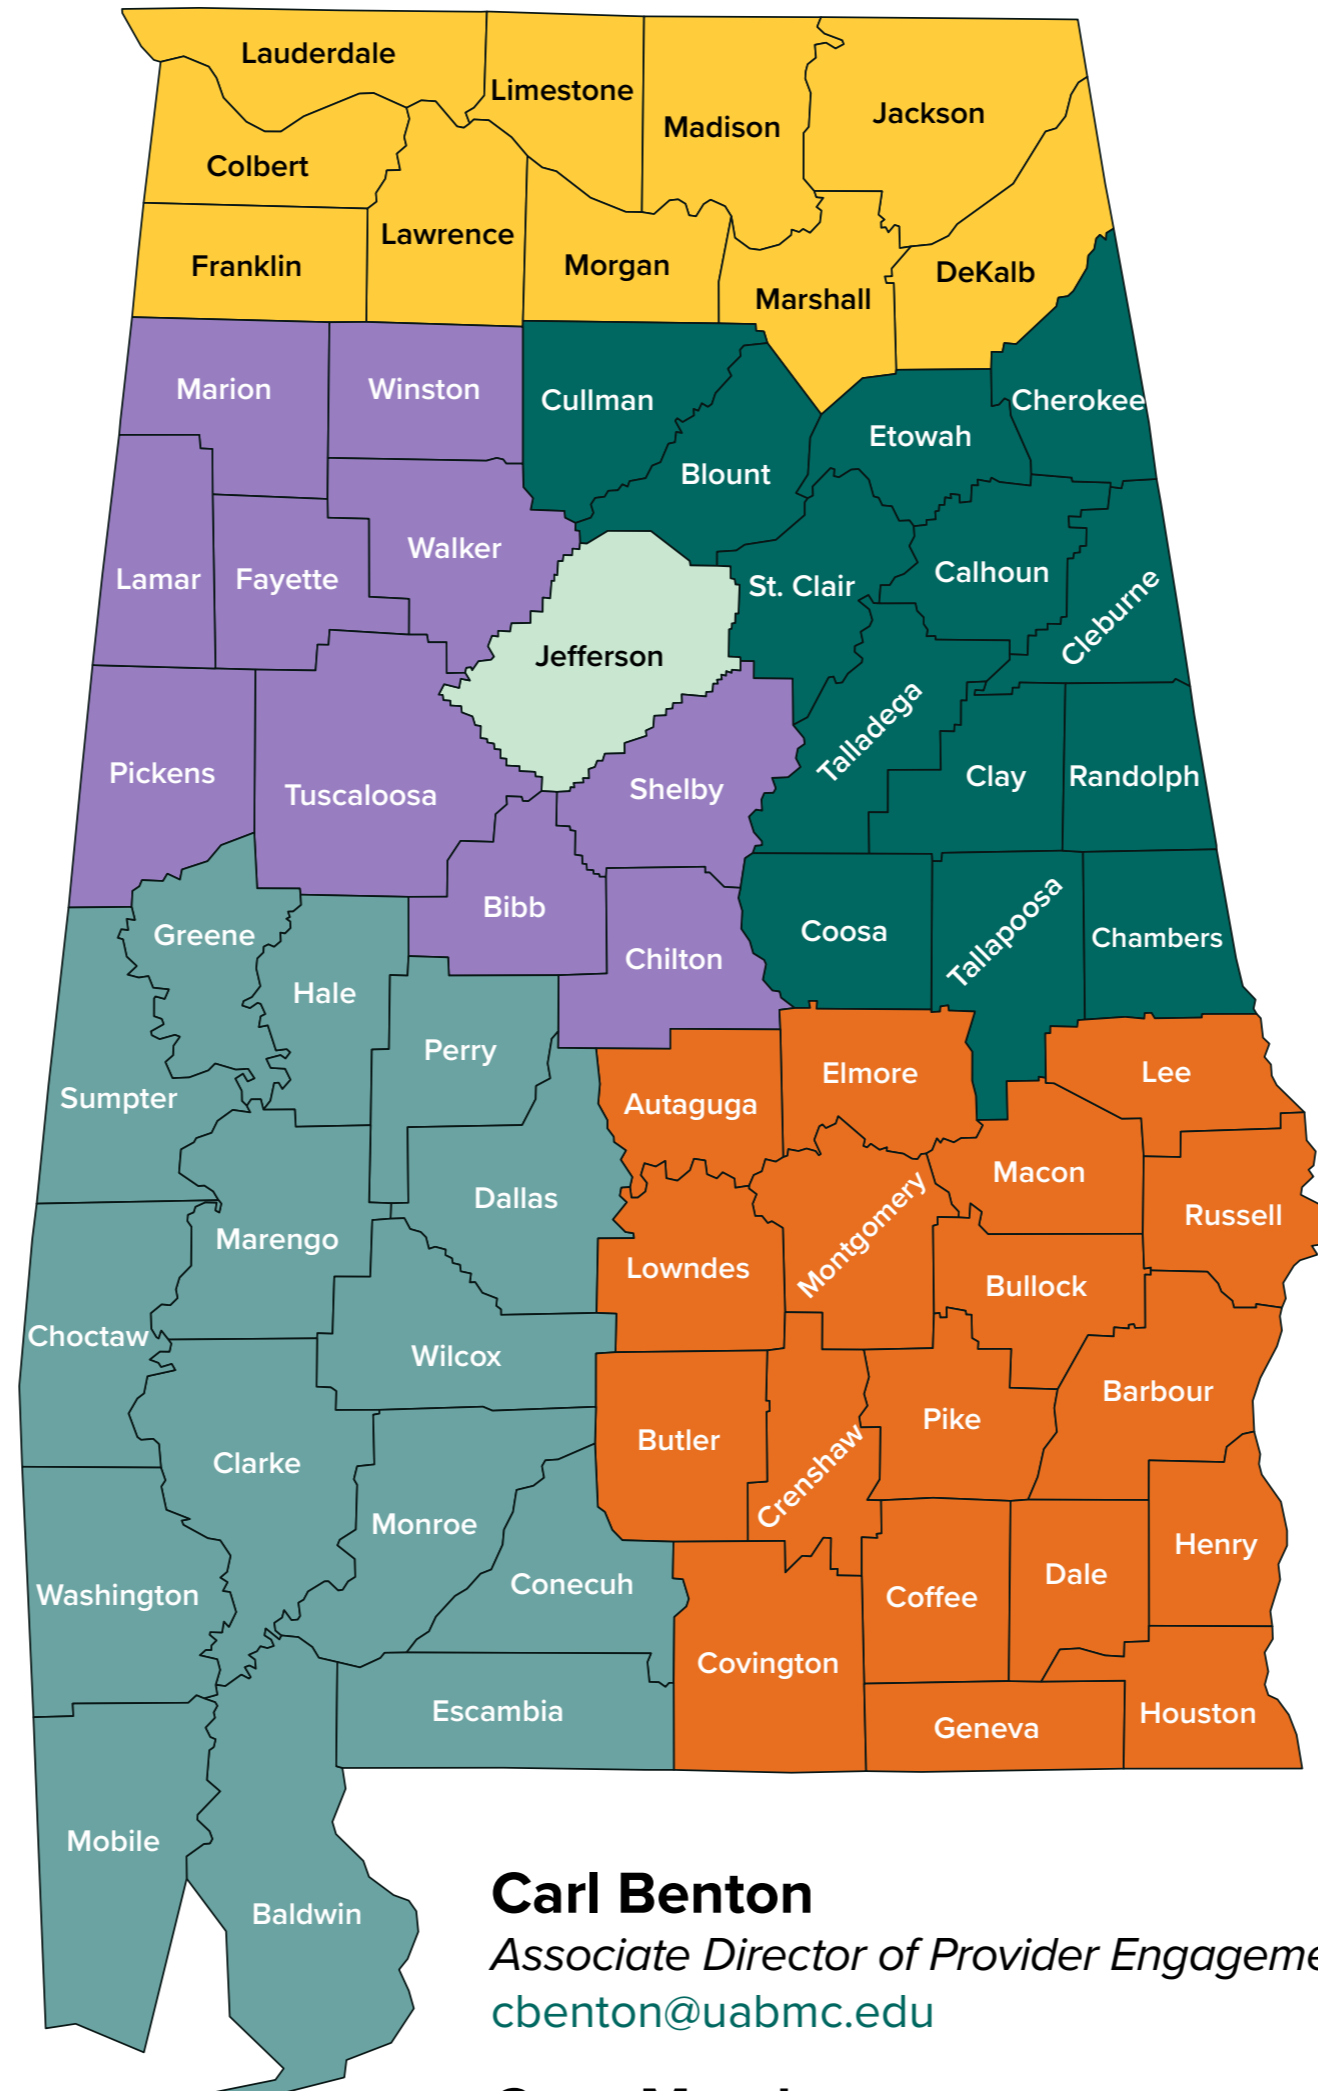 Lauderdale
Limestone
Madison
Jackson
Colbert
Lawrence
Franklin
Morgan
DeKalb
Marshall
Marion
Winston
Cullman
Cherokee
Etowah
Blount
Walker
Lamar
Fayette
St. Clair
Calhoun
Cleburne
Jefferson
Talladega
Pickens
Tuscaloosa
Shelby
Clay
Randolph
Bibb
Greene
Chilton
Coosa
Tallapoosa
Chambers
Hale
Perry
Sumpter
Autaguga
Elmore
Lee
Dallas
Macon
Russell
Marengo
Lowndes
Montgomery
Bullock
Choctaw
Wilcox
Barbour
Butler
Pike
Crenshaw
Clarke
Monroe
Henry
Washington
Conecuh
Coffee
Dale
Covington
Escambia
Geneva
Houston
Mobile
Baldwin
Carl Benton
Associate Director of Provider Engageme
cbenton@uabmc.edu